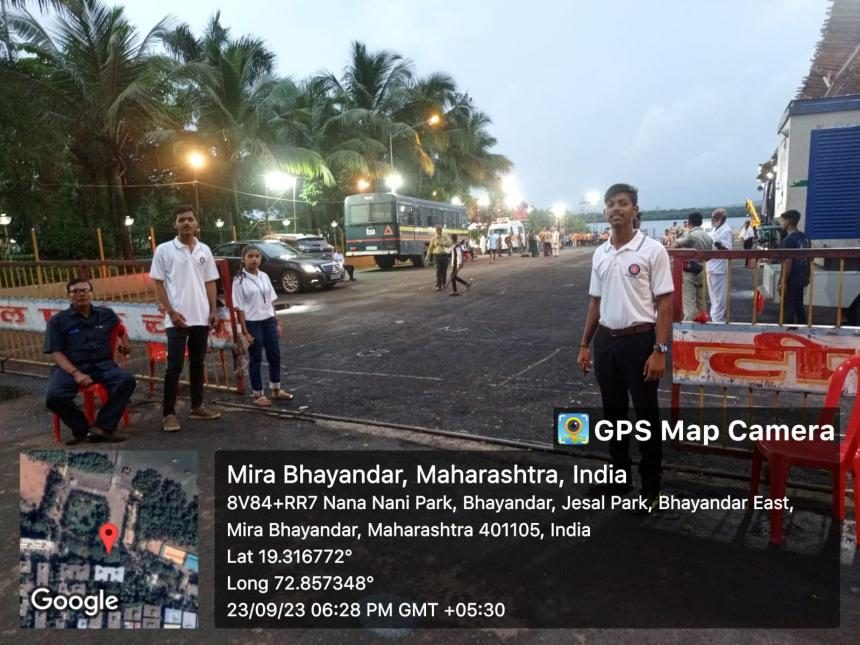 GPS Map Camera
Mira Bhayandar, Maharashtra, India
8V84+RR7 Nana Nani Park, Bhayandar, Jesal Park, Bhayandar East,
Mira Bhayandar, Maharashtra 401105, India
Lat 19.316772°
Long 72.857348°
23/09/23 06:28 PM GMT +05:30
Google